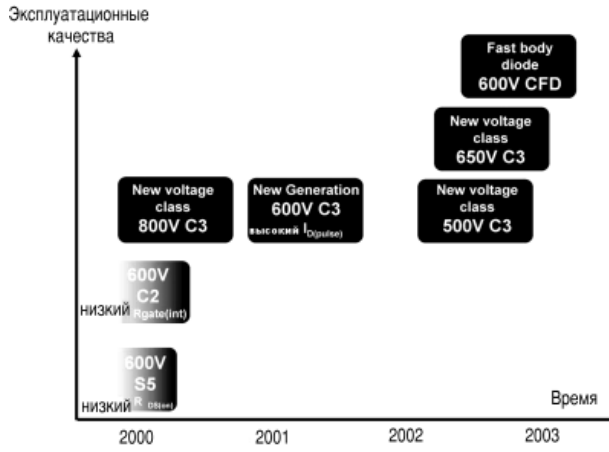 Эксплуатационные
качества
Fast body
diode
600V CFD
New voltage
class
650V C3
New voltage
class
800V C3
New Generation
600V C3
высокий ID(pulse)
New voltage
class
500V C3
600V
C2
низкий Rgate(int)
600V
S5
низкий R DS(on)
Время
2000
2001
2002
2003